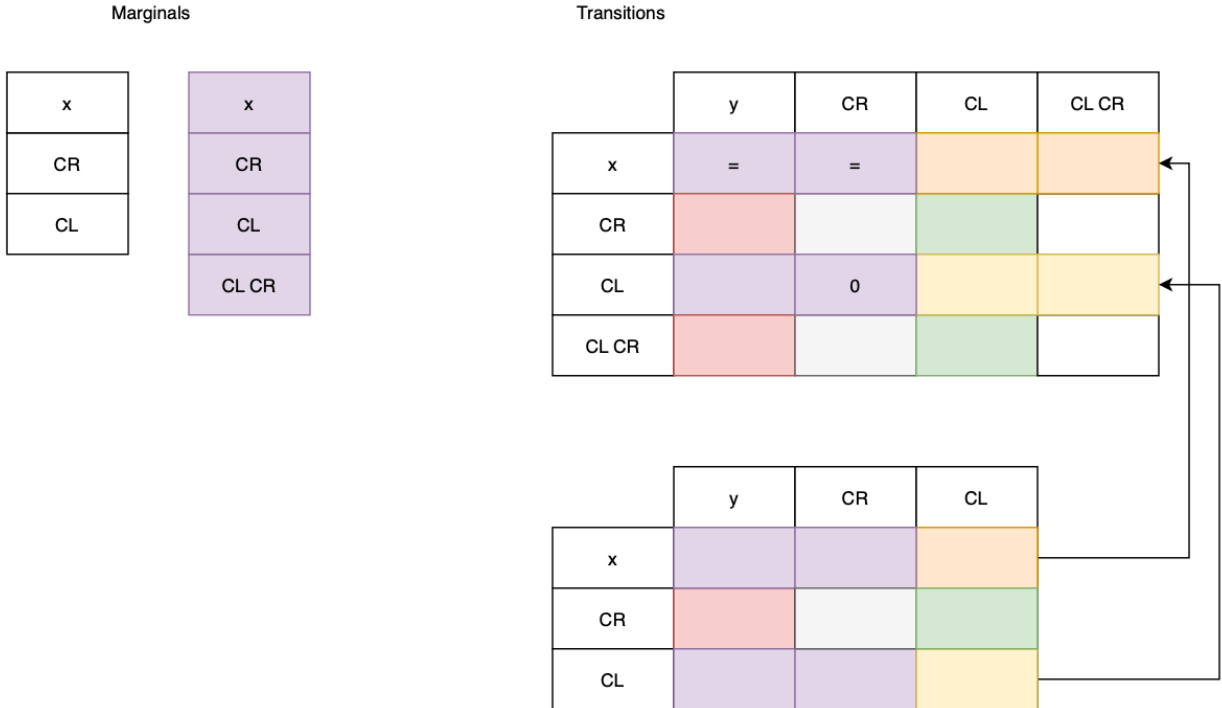 Marginals Transitions
x x y CR CL CL CR
CR CR x = =
CL CL CR
CL CR CL 0
CL CR
y CR CL
x
CR
CL